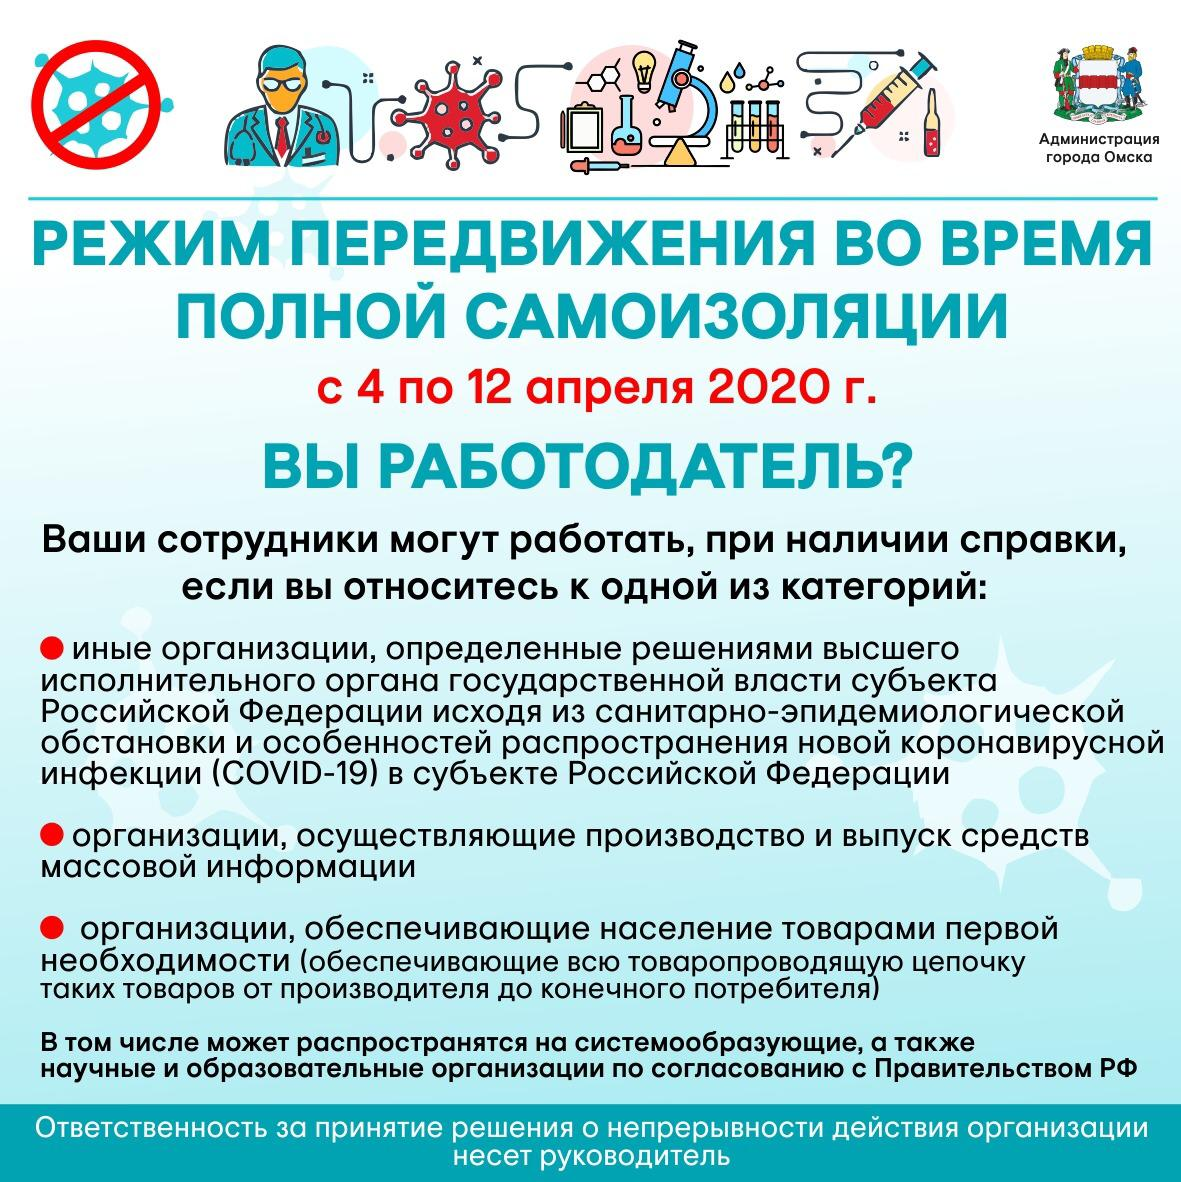 Администрация
города Омска
РЕЖИМ ПЕРЕДВИЖЕНИЯ ВО ВРЕМЯ
ПОЛНОЙ САМОИЗОЛЯЦИИ
с 4 по 12 апреля 2020 г.
ВЫ РАБОТОДАТЕЛЬ?
Ваши сотрудники могут работать, при наличии справки,
если вы относитесь к одной из категорий:
иные организации, определенные решениями высшего
исполнительного органа государственной власти субъекта
Российской Федерации исходя из санитарно-эпидемиологической
обстановки и особенностей распространения новой коронавирусной
инфекции (COVID-19) в субъекте Российской Федерации
организации, осуществляющие производство и выпуск средств
массовой информации
организации, обеспечивающие население товарами первой
необходимости (обеспечивающие всю товаропроводящую цепочку
таких товаров от производителя до конечного потребителя)
В том числе может распространятся на системообразующие, а также
научные и образовательные организации по согласованию с Правительством РФ
Ответственность за принятие решения о непрерывности действия организации
несет руководитель